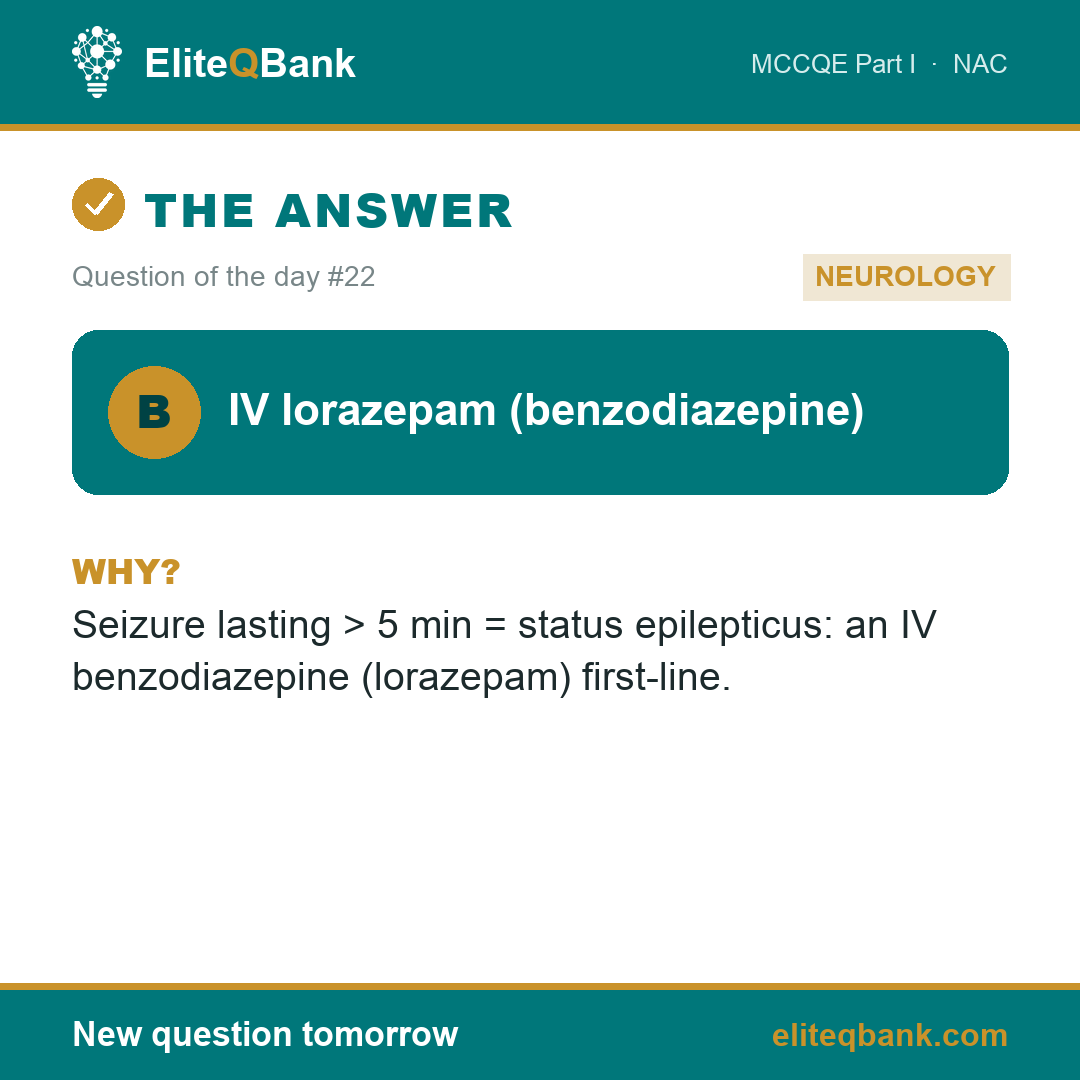 EliteQBank
MCCQE Part I · NAC
THE ANSWER
Question of the day #22
NEUROLOGY
B
IV lorazepam (benzodiazepine)
WHY?
Seizure lasting > 5 min = status epilepticus: an IV
benzodiazepine (lorazepam) first-line.
New question tomorrow
eliteqbank.com